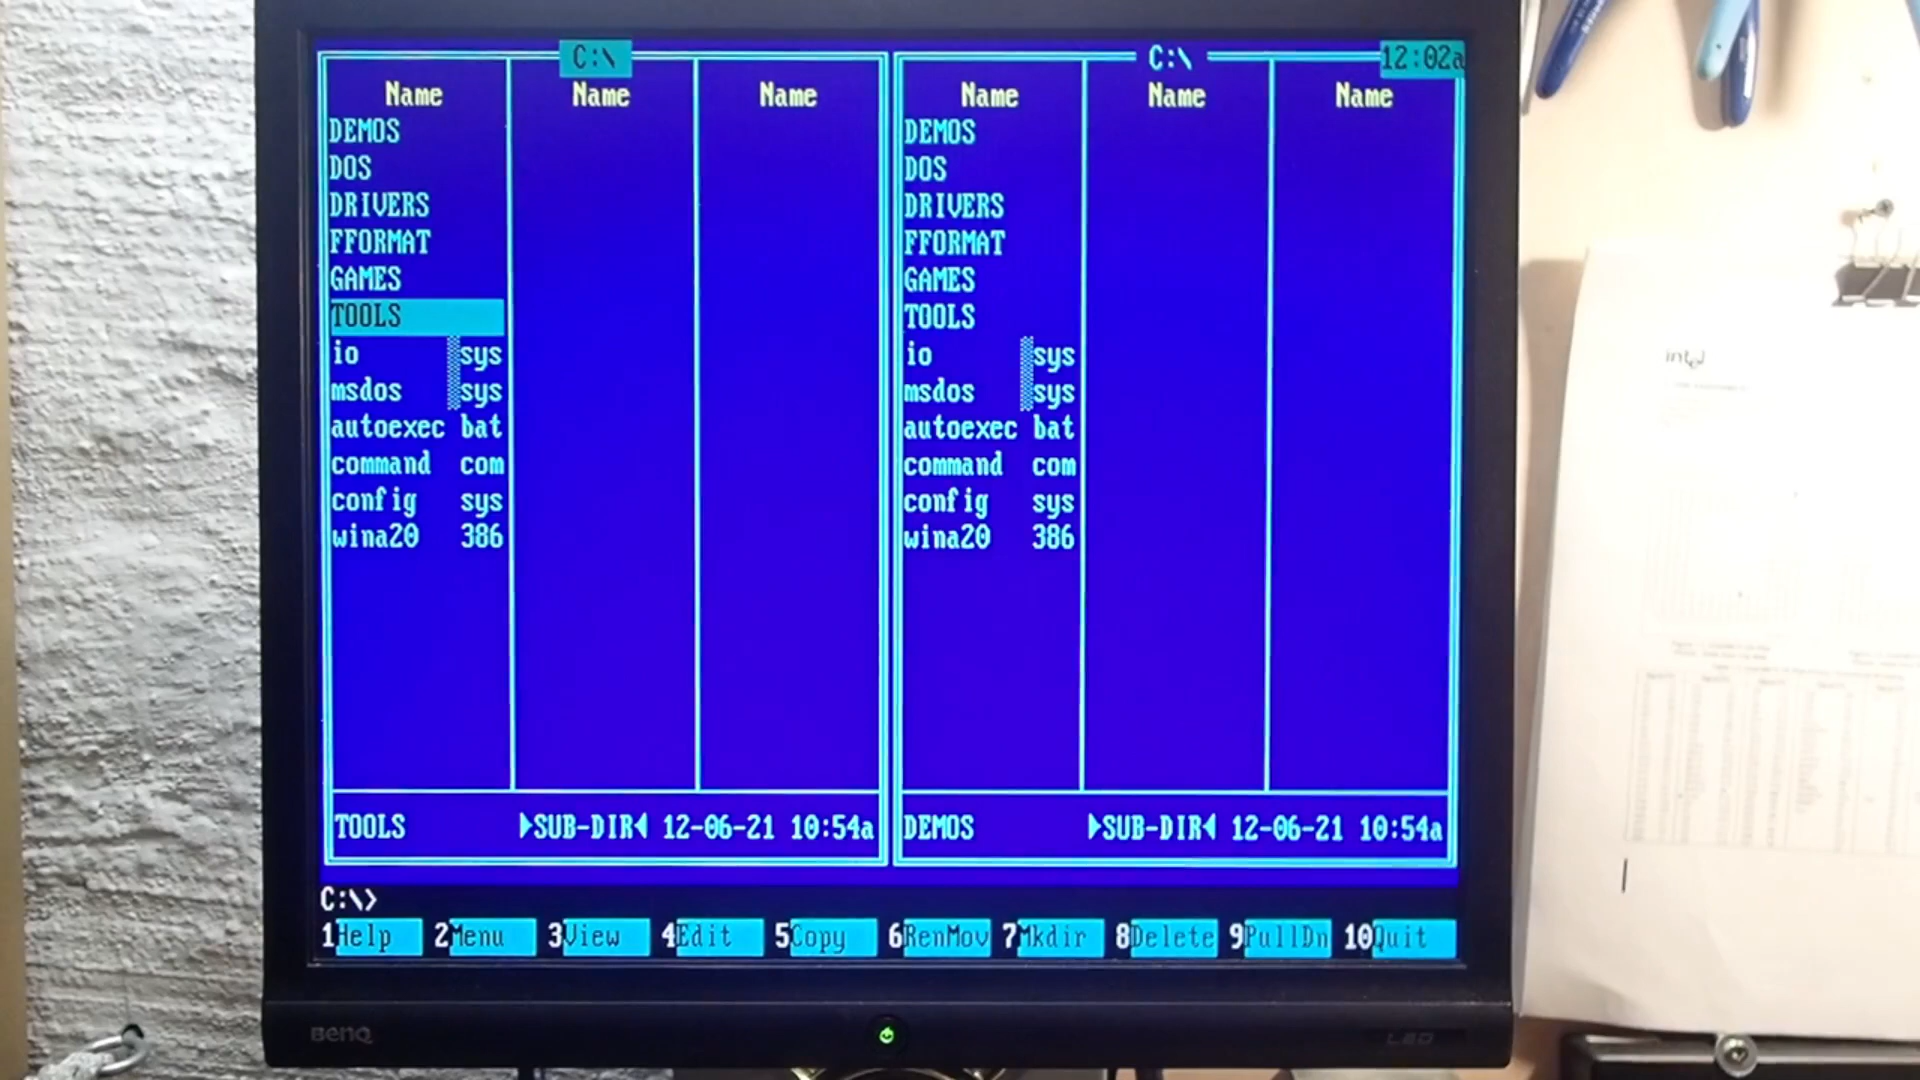 C:\ C:\ 12:02a
Name Name Name Name Name Name
DEMOS DEMOS
DOS DOS
DRIVERS DRIVERS
FFORMAT FFORMAT
GAMES GAMES
TOOLS TOOLS
io sys io sys
msdos sys msdos sys
autoexec bat autoexec bat
command com command com
config sys config sys
wina20 386 wina20 386
TOOLS ►SUB-DIR◄ 12-06-21 10:54a DEMOS ►SUB-DIR◄ 12-06-21 10:54a
C:\>
1Help 2Menu 3View 4Edit 5Copy 6RenMov 7Mkdir 8Delete 9PullDn 10Quit
BenQ
LED
intel